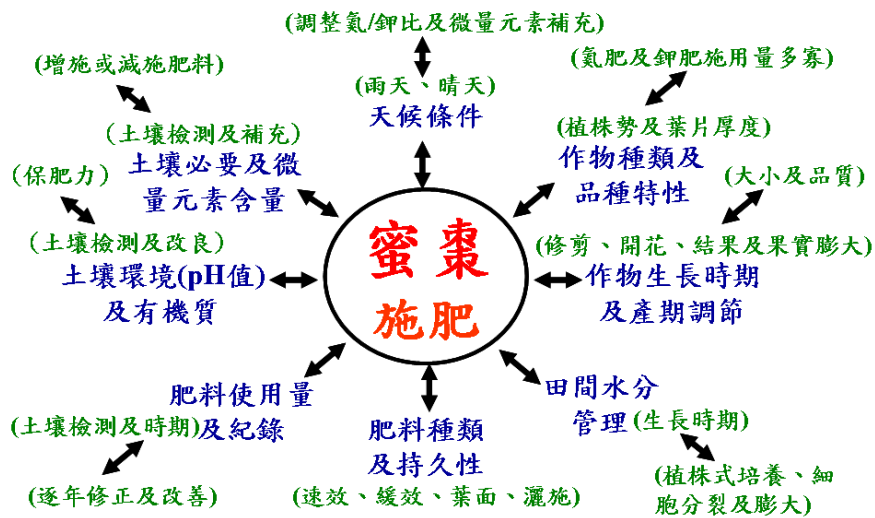 (調整氮/鉀比及微量元素補充)
(增施或減施肥料)
(氮肥及鉀肥施用量多寡)
(雨天、晴天)
天候條件
(土壤檢測及補充)
土壤必要及微
量元素含量
(植株勢及葉片厚度)
作物種類及
品種特性
(保肥力)
(大小及品質)
(土壤檢測及改良)
土壤環境(pH值)
及有機質
蜜棗
施肥
(修剪、開花、結果及果實膨大)
作物生長時期
及產期調節
肥料使用量
及紀錄
(土壤檢測及時期)
(逐年修正及改善)
肥料種類
及持久性
(速效、緩效、葉面、灑施)
田間水分
管理(生長時期)
(植株式培養、細
胞分裂及膨大)